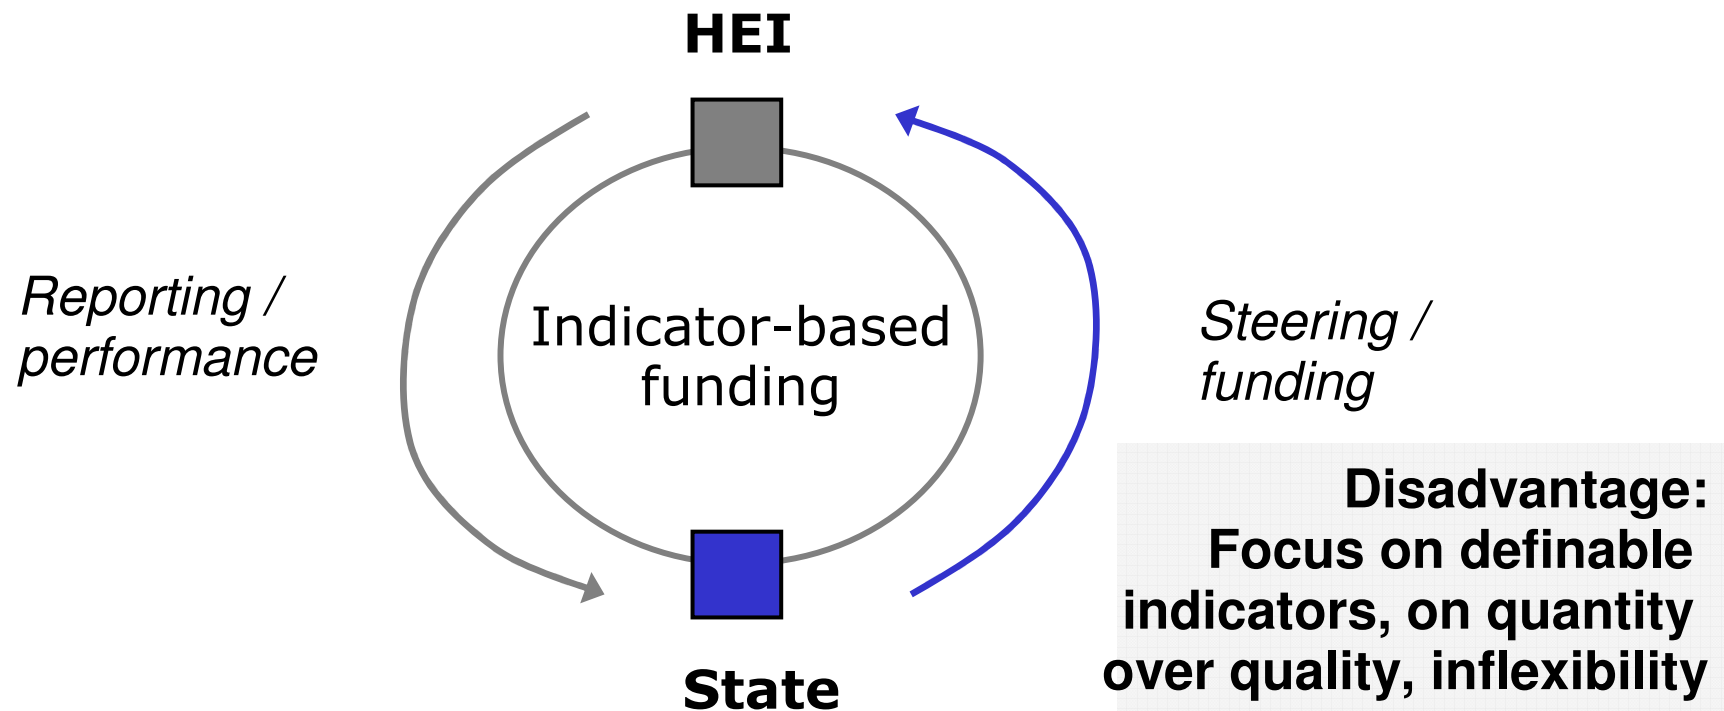 HEI
Reporting /
performance
Indicator-based
funding
Steering /
funding
State
Disadvantage:
Focus on definable
indicators, on quantity
over quality, inflexibility